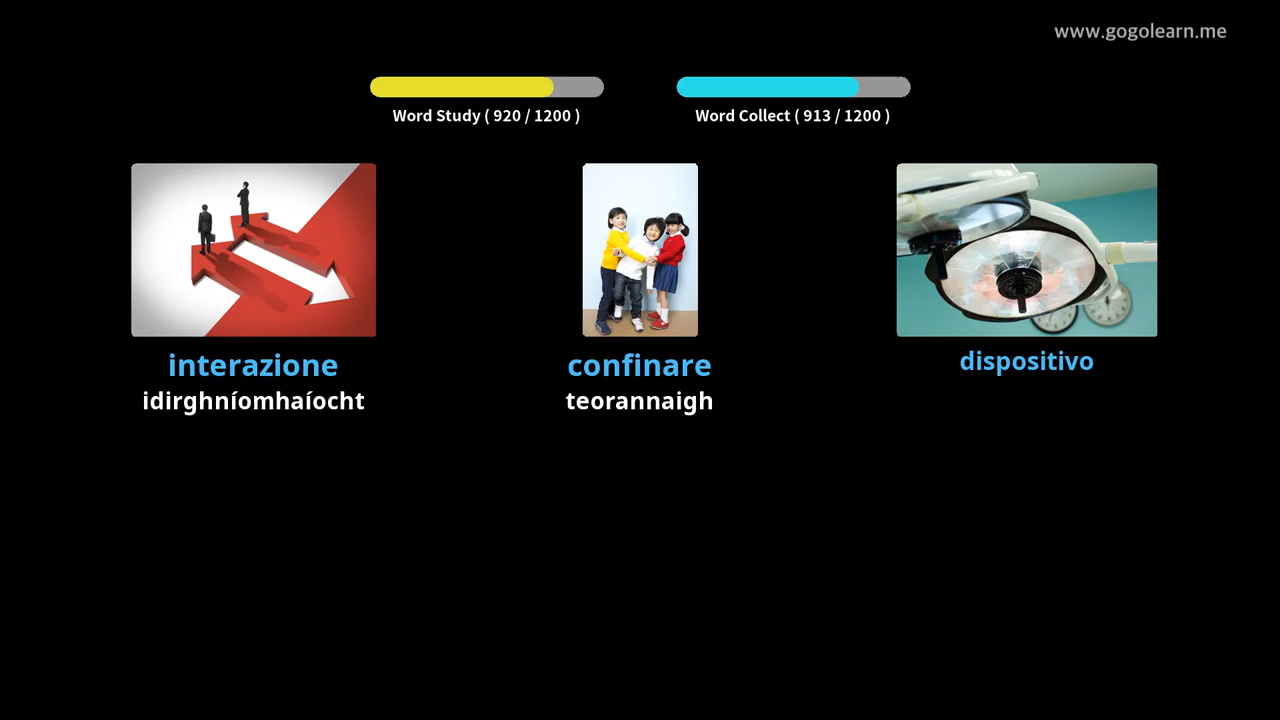 www.gogolearn.me
Word Study ( 920 / 1200 )
Word Collect ( 913 / 1200 )
interazione
idirghníomhaíocht
confinare
teorannaigh
dispositivo